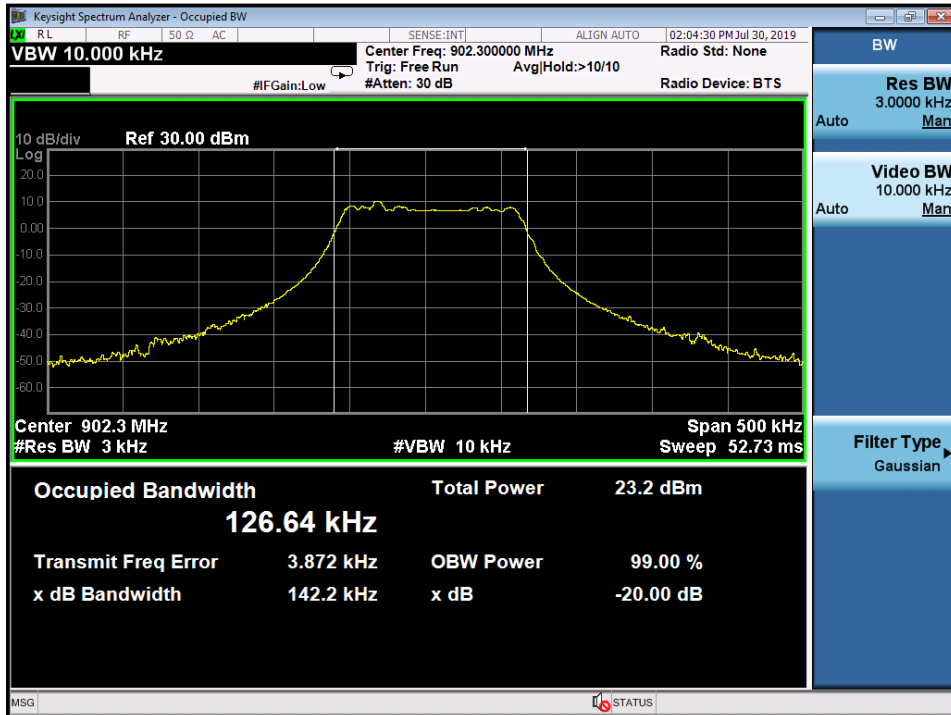 Keysight Spectrum Analyzer - Occupied BW
LXI RL RF 50 Ω AC SENSE:INT ALIGN AUTO 02:04:30 PM Jul 30, 2019
VBW 10.000 kHz
Center Freq: 902.300000 MHz Radio Std: None
Trig: Free Run Avg|Hold:>10/10
#IFGain:Low #Atten: 30 dB Radio Device: BTS
10 dB/div Ref 30.00 dBm
Log
20.0
10.0
0.00
-10.0
-20.0
-30.0
-40.0
-50.0
-60.0
Center 902.3 MHz Span 500 kHz
#Res BW 3 kHz #VBW 10 kHz Sweep 52.73 ms
Occupied Bandwidth Total Power 23.2 dBm
126.64 kHz
Transmit Freq Error 3.872 kHz OBW Power 99.00 %
x dB Bandwidth 142.2 kHz x dB -20.00 dB
BW
Res BW
3.0000 kHz
Auto Man
Video BW
10.000 kHz
Auto Man
Filter Type
Gaussian
MSG STATUS